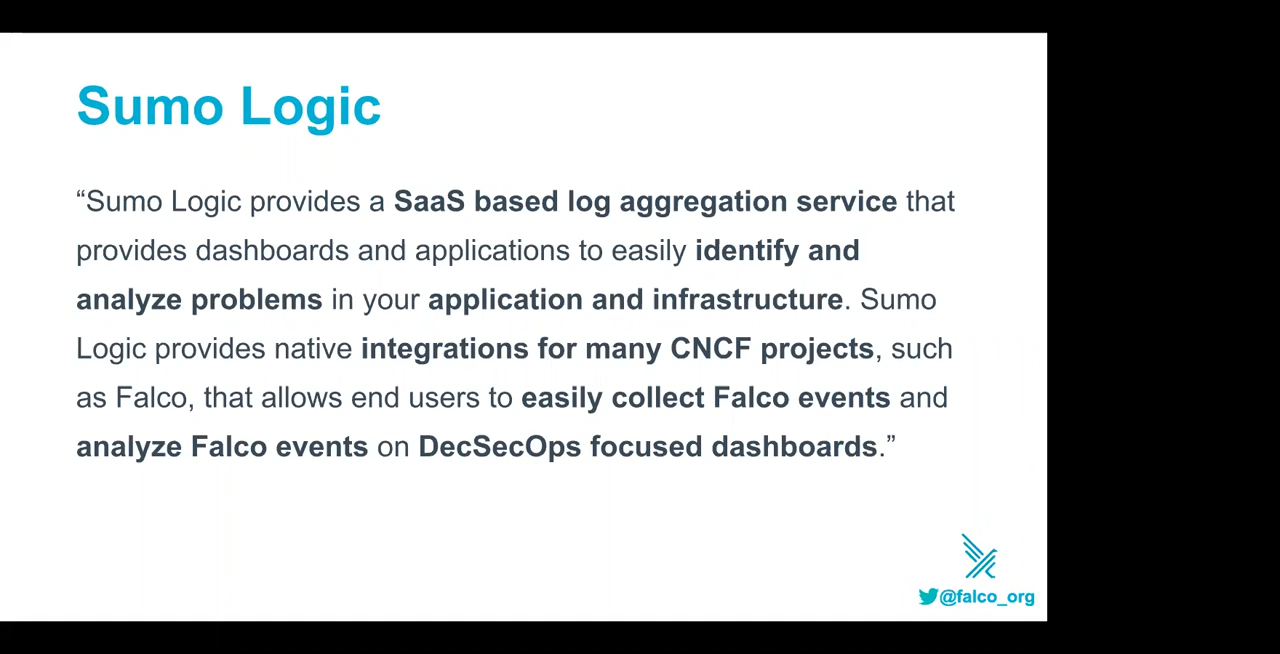 Sumo Logic
“Sumo Logic provides a SaaS based log aggregation service that
provides dashboards and applications to easily identify and
analyze problems in your application and infrastructure. Sumo
Logic provides native integrations for many CNCF projects, such
as Falco, that allows end users to easily collect Falco events and
analyze Falco events on DecSecOps focused dashboards.”
@falco_org